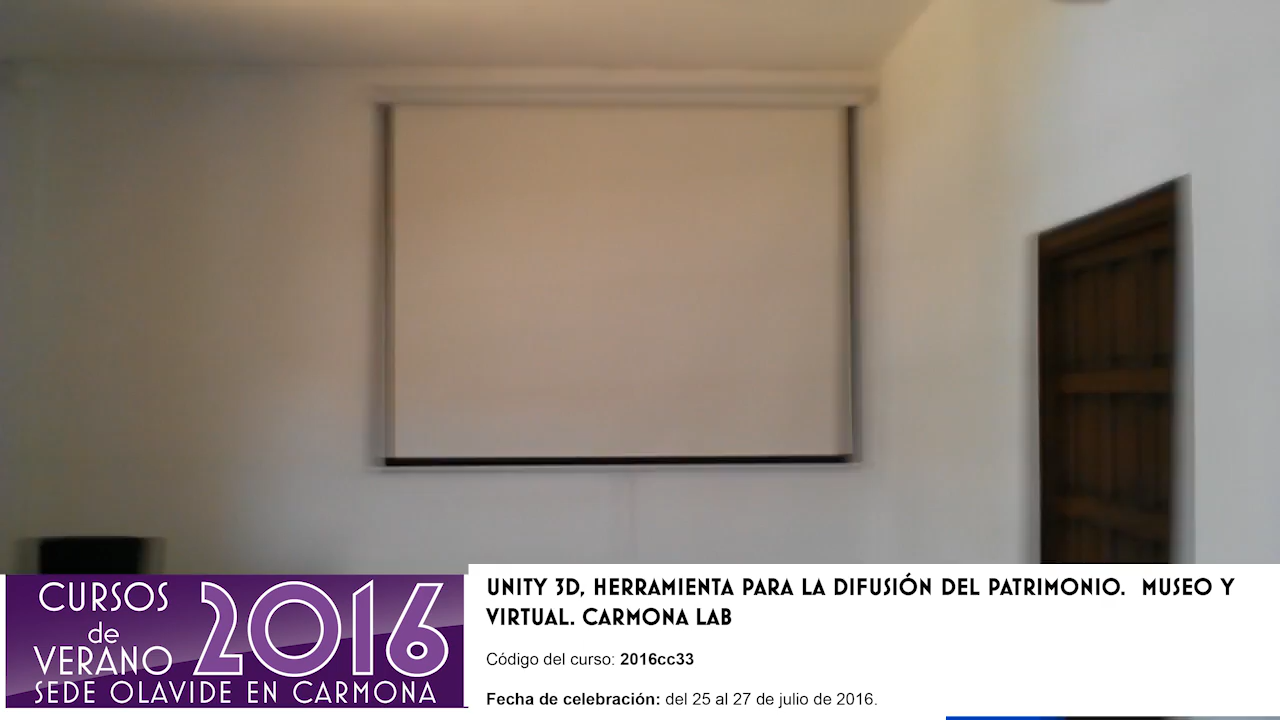 CURSOS
de
VERANO
2016
SEDE OLAVIDE EN CARMONA
UNITY 3D, HERRAMIENTA PARA LA DIFUSIÓN DEL PATRIMONIO. MUSEO Y
VIRTUAL. CARMONA LAB
Código del curso: 2016cc33
Fecha de celebración: del 25 al 27 de julio de 2016.